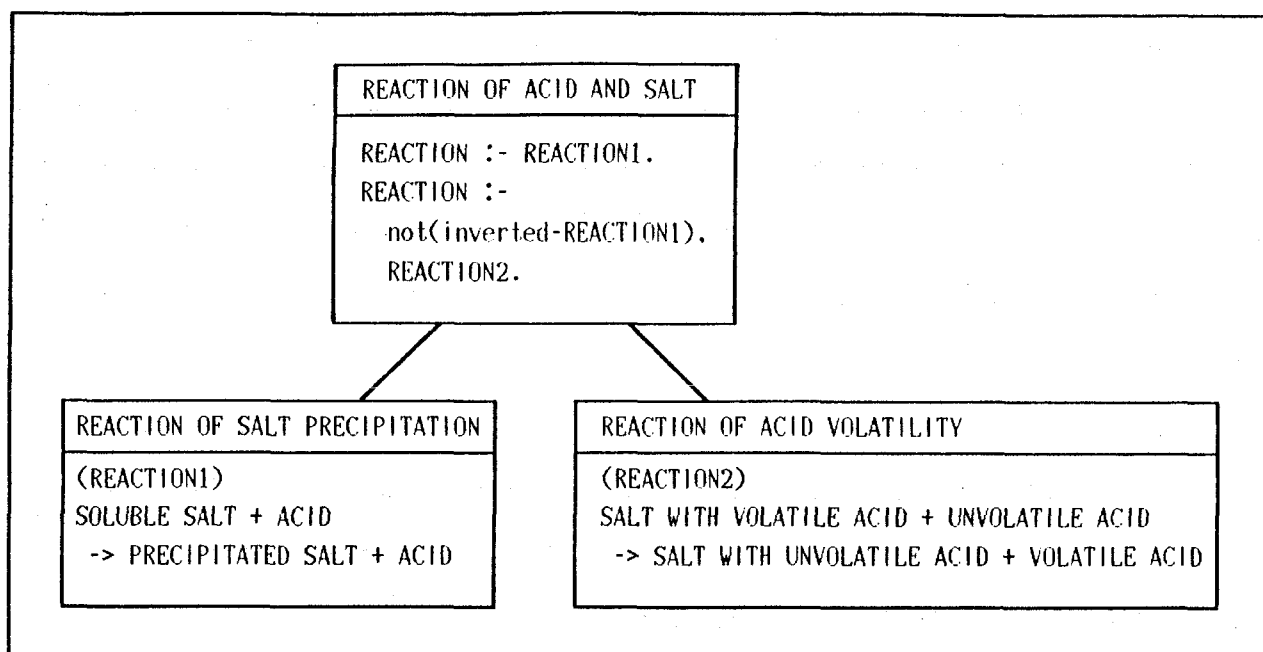 REACTION OF ACID AND SALT
REACTION :- REACTION1.
REACTION :-
not(inverted-REACTION1),
REACTION2.
REACTION OF SALT PRECIPITATION
(REACTION1)
SOLUBLE SALT + ACID
-> PRECIPITATED SALT + ACID
REACTION OF ACID VOLATILITY
(REACTION2)
SALT WITH VOLATILE ACID + UNVOLATILE ACID
-> SALT WITH UNVOLATILE ACID + VOLATILE ACID